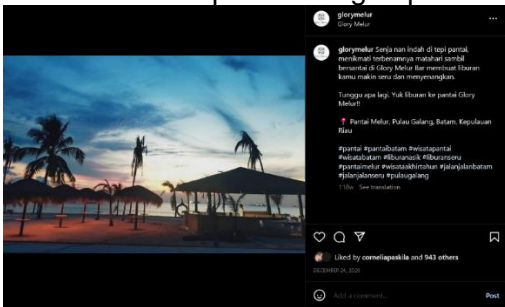 glorymelur
Glory Melur
glorymelur Senja nan indah di tepi pantai,
menikmati terbenamnya matahari sambil
bersantai di Glory Melur Bar membuat liburan
kamu makin seru dan menyenangkan.
Tunggu apa lagi. Yuk liburan ke pantai Glory
Melur!!
Pantai Melur, Pulau Galang, Batam, Kepulauan
Riau
#pantai #pantaibatam #wisatapantai
#wisatabatam #liburanasik #liburanseru
#pantaimelur #wisataakhirtahun #jalanjalanbatam
#jalanjalanseru #pulaugalang
110w See translation
Liked by corneliapaskila and 943 others
DECEMBER 24, 2020
Add a comment...
Post